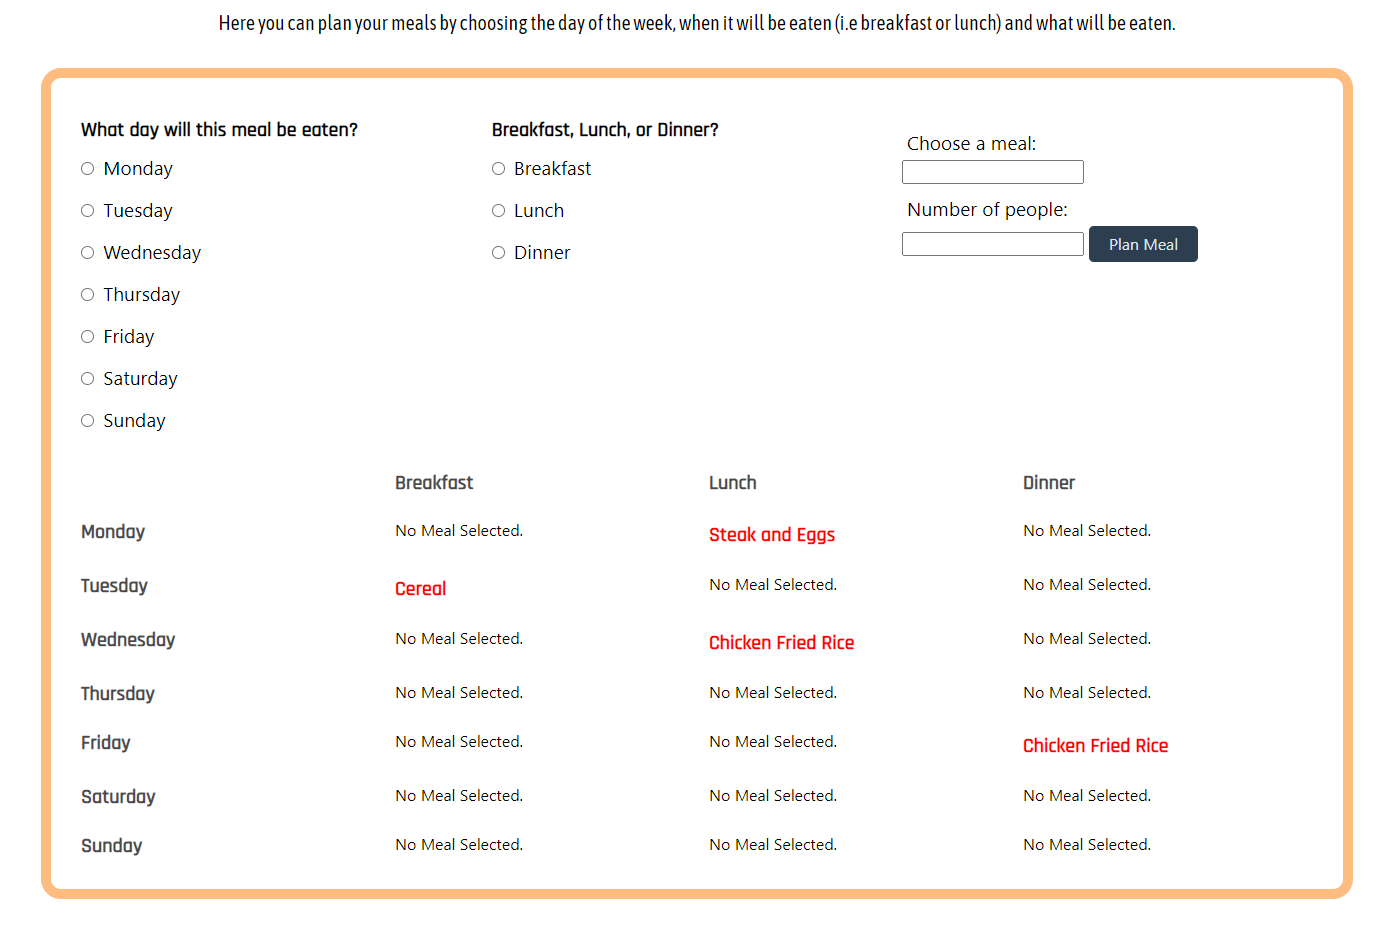 Here you can plan your meals by choosing the day of the week, when it will be eaten (i.e breakfast or lunch) and what will be eaten.
What day will this meal be eaten?
Monday
Tuesday
Wednesday
Thursday
Friday
Saturday
Sunday
Breakfast, Lunch, or Dinner?
Breakfast
Lunch
Dinner
Choose a meal:
Number of people:
Plan Meal
Breakfast Lunch Dinner
Monday No Meal Selected. Steak and Eggs No Meal Selected.
Tuesday Cereal No Meal Selected. No Meal Selected.
Wednesday No Meal Selected. Chicken Fried Rice No Meal Selected.
Thursday No Meal Selected. No Meal Selected. No Meal Selected.
Friday No Meal Selected. No Meal Selected. Chicken Fried Rice
Saturday No Meal Selected. No Meal Selected. No Meal Selected.
Sunday No Meal Selected. No Meal Selected. No Meal Selected.